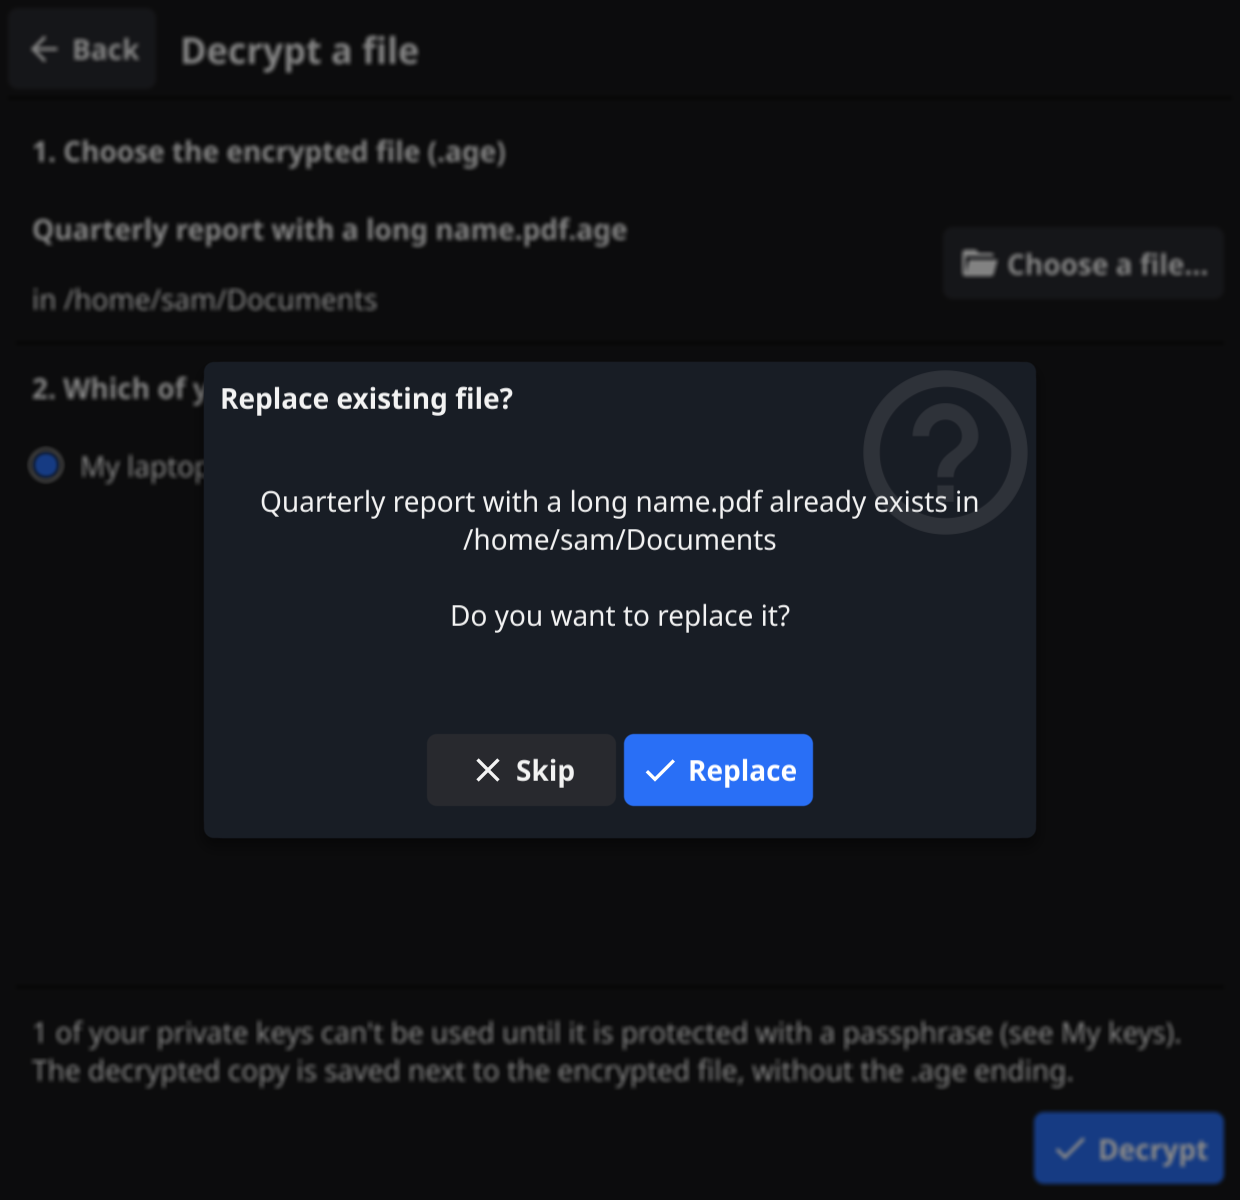 Back
Decrypt a file
1. Choose the encrypted file (.age)
Quarterly report with a long name.pdf.age
in /home/sam/Documents
Choose a file...
2. Which of
My laptop
Replace existing file?
Quarterly report with a long name.pdf already exists in
/home/sam/Documents
Do you want to replace it?
Skip
Replace
1 of your private keys can't be used until it is protected with a passphrase (see My keys).
The decrypted copy is saved next to the encrypted file, without the .age ending.
Decrypt